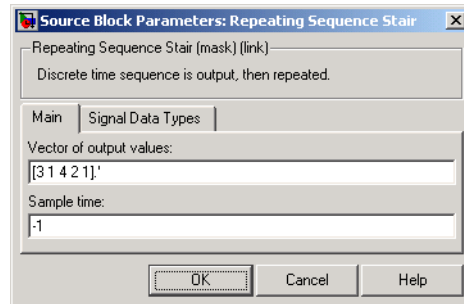 Source Block Parameters: Repeating Sequence Stair
Repeating Sequence Stair (mask) (link)
Discrete time sequence is output, then repeated.
Main Signal Data Types
Vector of output values:
[3 1 4 2 1].'
Sample time:
-1
OK Cancel Help